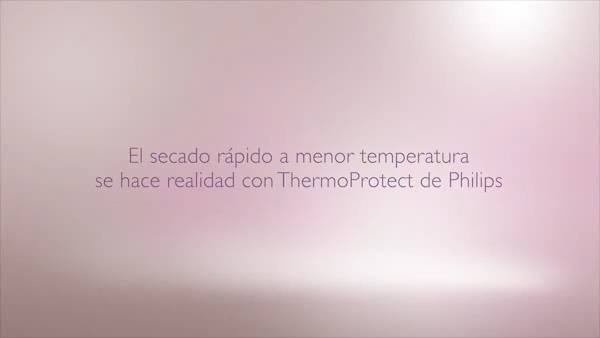 El secado rápido a menor temperatura
se hace realidad con ThermoProtect de Philips